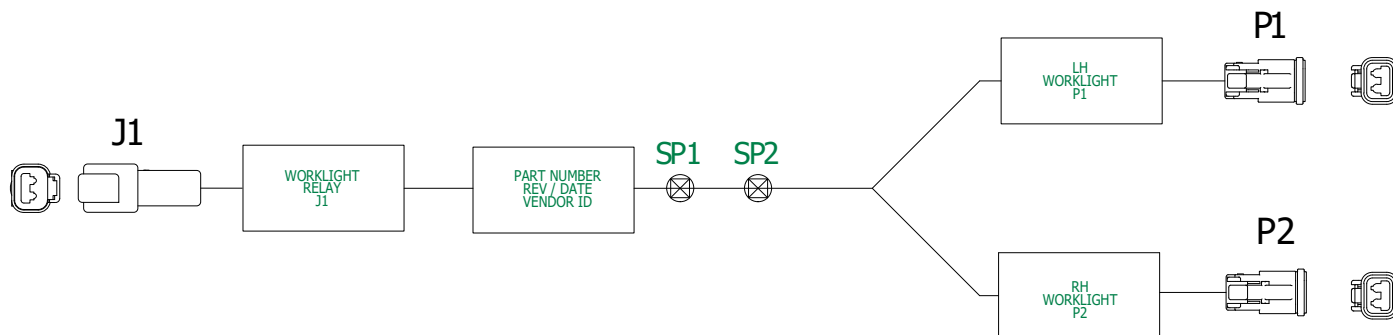 J1
WORKLIGHT
RELAY
J1
PART NUMBER
REV / DATE
VENDOR ID
SP1
SP2
LH
WORKLIGHT
P1
P1
RH
WORKLIGHT
P2
P2